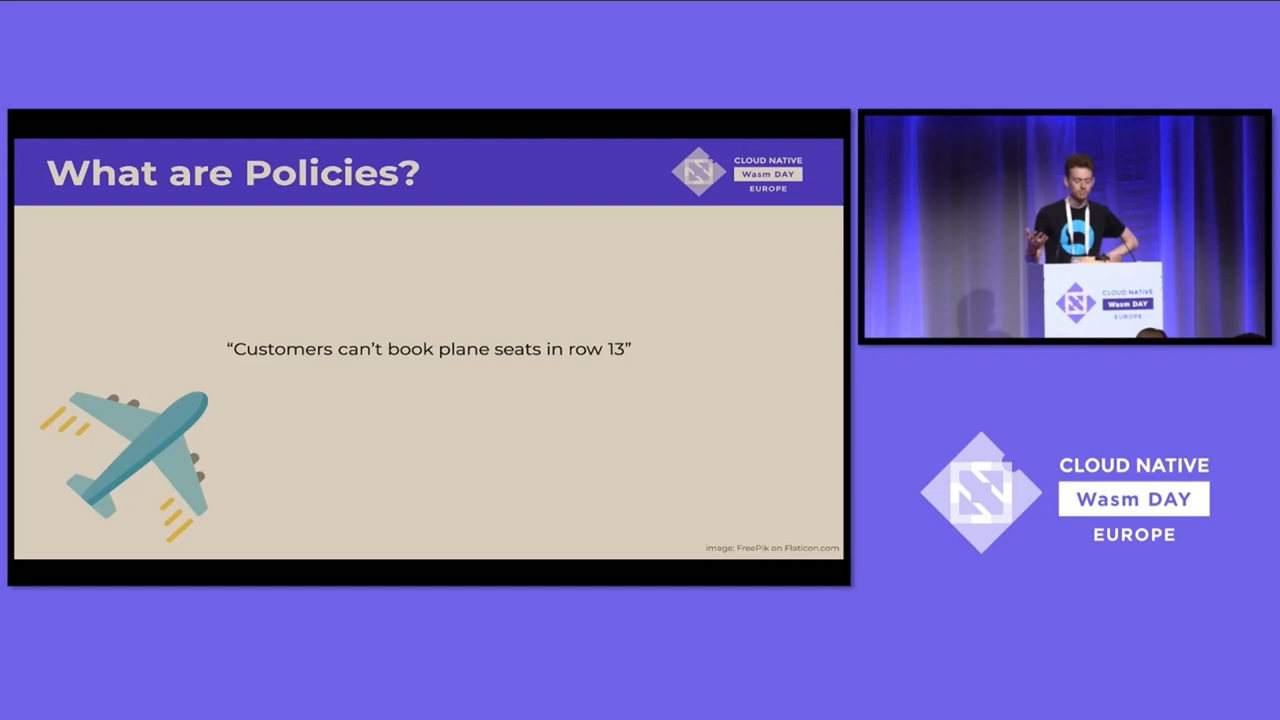 What are Policies?
CLOUD NATIVE
Wasm DAY
EUROPE
“Customers can’t book plane seats in row 13”
Image: FreePik on Flaticon.com
CLOUD NATIVE
Wasm DAY
EUROPE
CLOUD NATIVE
Wasm DAY
EUROPE